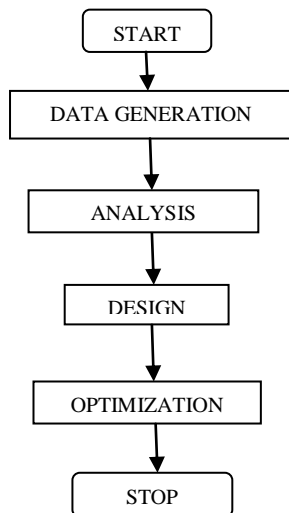 START
DATA GENERATION
ANALYSIS
DESIGN
OPTIMIZATION
STOP